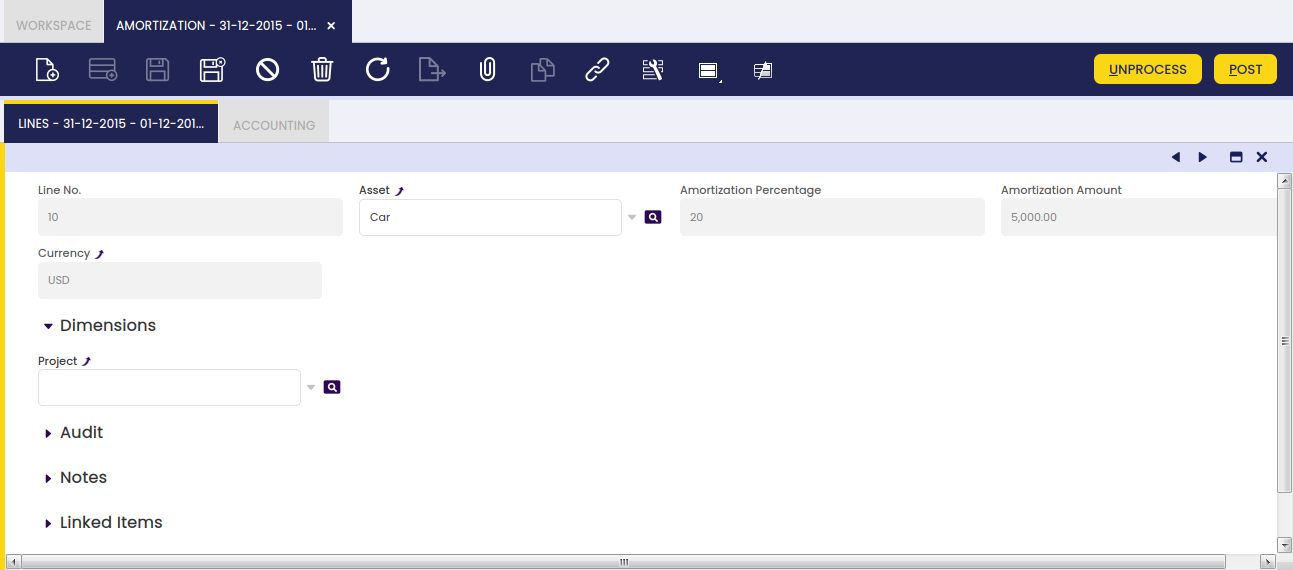 WORKSPACE
AMORTIZATION - 31-12-2015 - 01...
UNPROCESS
POST
LINES - 31-12-2015 - 01-12-201...
ACCOUNTING
Line No.
Asset
Amortization Percentage
Amortization Amount
10
Car
20
5,000.00
Currency
USD
Dimensions
Project
Audit
Notes
Linked Items